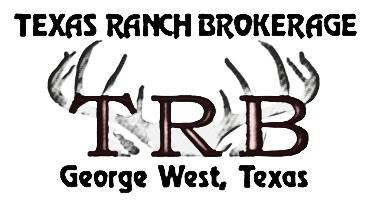 TEXAS RANCH BROKERAGE
TRB
George West, Texas